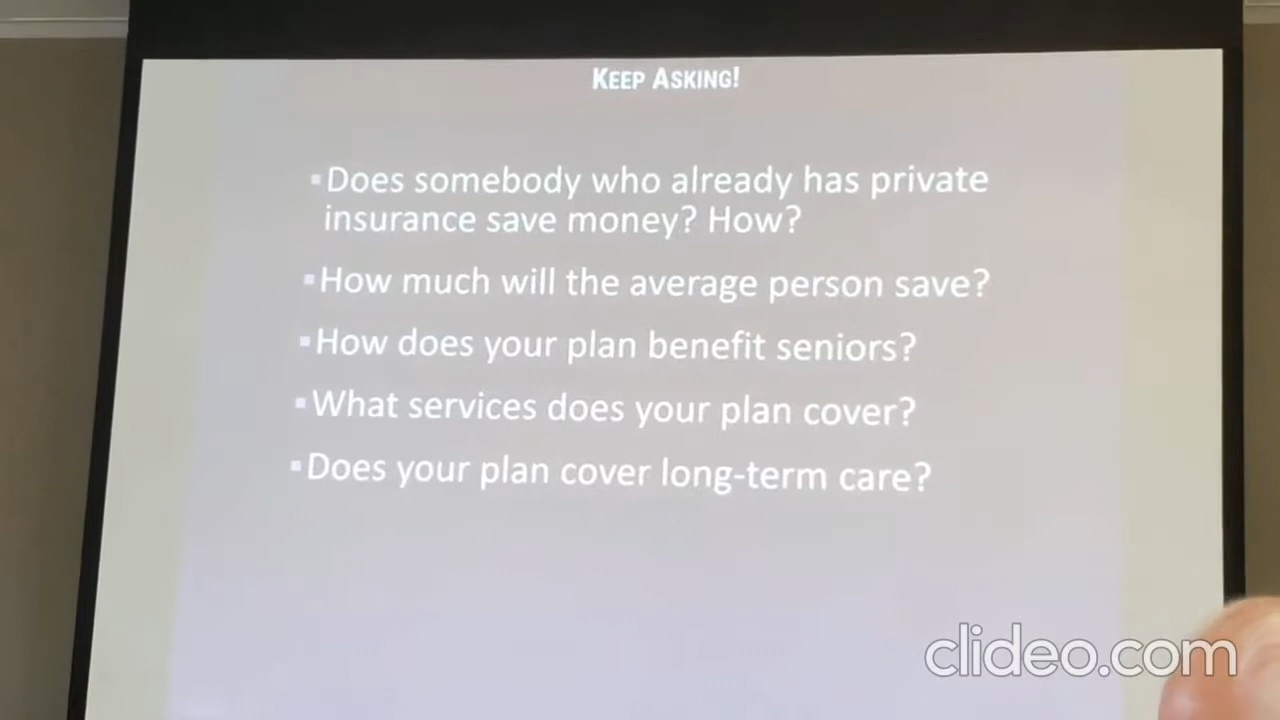 KEEP ASKING!
▪Does somebody who already has private
insurance save money? How?
▪How much will the average person save?
▪How does your plan benefit seniors?
▪What services does your plan cover?
▪Does your plan cover long-term care?
clideo.com